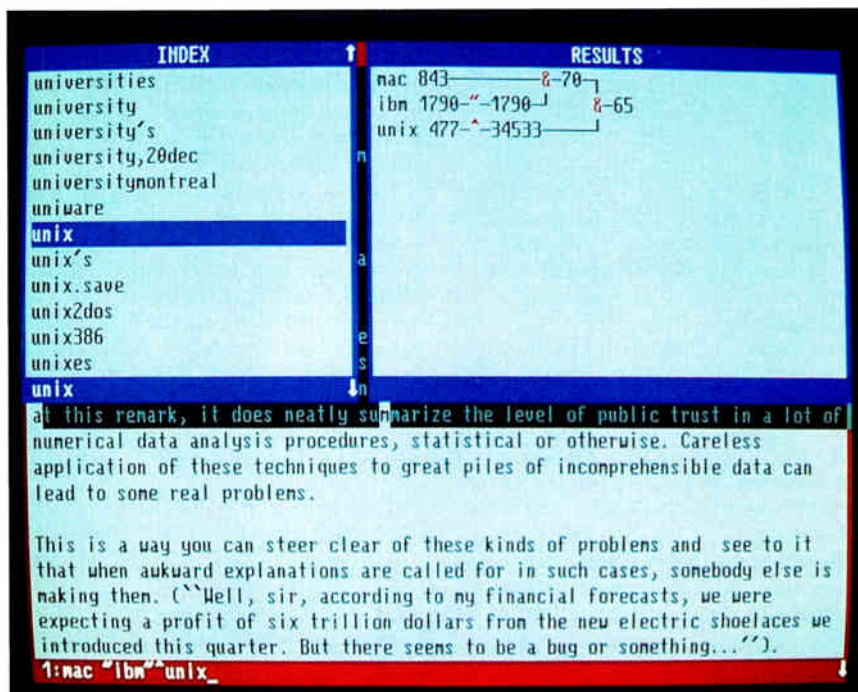 INDEX
universities
university
university's
university,20dec
universitymontreal
uniware
unix
unix's
unix.save
unix2dos
unix386
unixes
unix
m
a
e
s
n
RESULTS
mac 843 &-70
ibm 1790-"-1790 &-65
unix 477-^-34533
at this remark, it does neatly summarize the level of public trust in a lot of
numerical data analysis procedures, statistical or otherwise. Careless
application of these techniques to great piles of incomprehensible data can
lead to some real problems.
This is a way you can steer clear of these kinds of problems and  see to it
that when awkward explanations are called for in such cases, somebody else is
making them. (``Well, sir, according to my financial forecasts, we were
expecting a profit of six trillion dollars from the new electric shoelaces we
introduced this quarter. But there seems to be a bug or something...'').
1:mac "ibm"^unix_